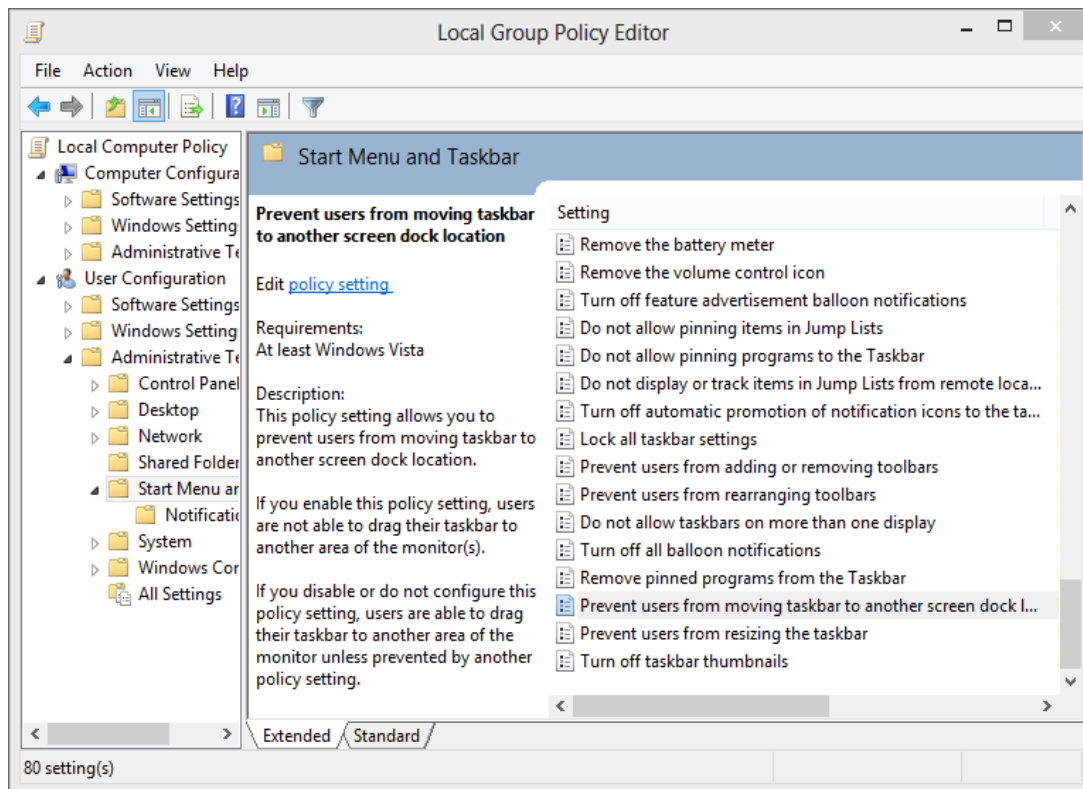 Local Group Policy Editor
File Action View Help
Local Computer Policy
Computer Configura
Software Settings
Windows Setting
Administrative Te
User Configuration
Software Settings
Windows Setting
Administrative Te
Control Panel
Desktop
Network
Shared Folder
Start Menu an
Notificatio
System
Windows Cor
All Settings
Start Menu and Taskbar
Prevent users from moving taskbar
to another screen dock location
Edit policy setting
Requirements:
At least Windows Vista
Description:
This policy setting allows you to
prevent users from moving taskbar to
another screen dock location.
If you enable this policy setting, users
are not able to drag their taskbar to
another area of the monitor(s).
If you disable or do not configure this
policy setting, users are able to drag
their taskbar to another area of the
monitor unless prevented by another
policy setting.
Setting
Remove the battery meter
Remove the volume control icon
Turn off feature advertisement balloon notifications
Do not allow pinning items in Jump Lists
Do not allow pinning programs to the Taskbar
Do not display or track items in Jump Lists from remote loca...
Turn off automatic promotion of notification icons to the ta...
Lock all taskbar settings
Prevent users from adding or removing toolbars
Prevent users from rearranging toolbars
Do not allow taskbars on more than one display
Turn off all balloon notifications
Remove pinned programs from the Taskbar
Prevent users from moving taskbar to another screen dock l...
Prevent users from resizing the taskbar
Turn off taskbar thumbnails
Extended Standard
80 setting(s)